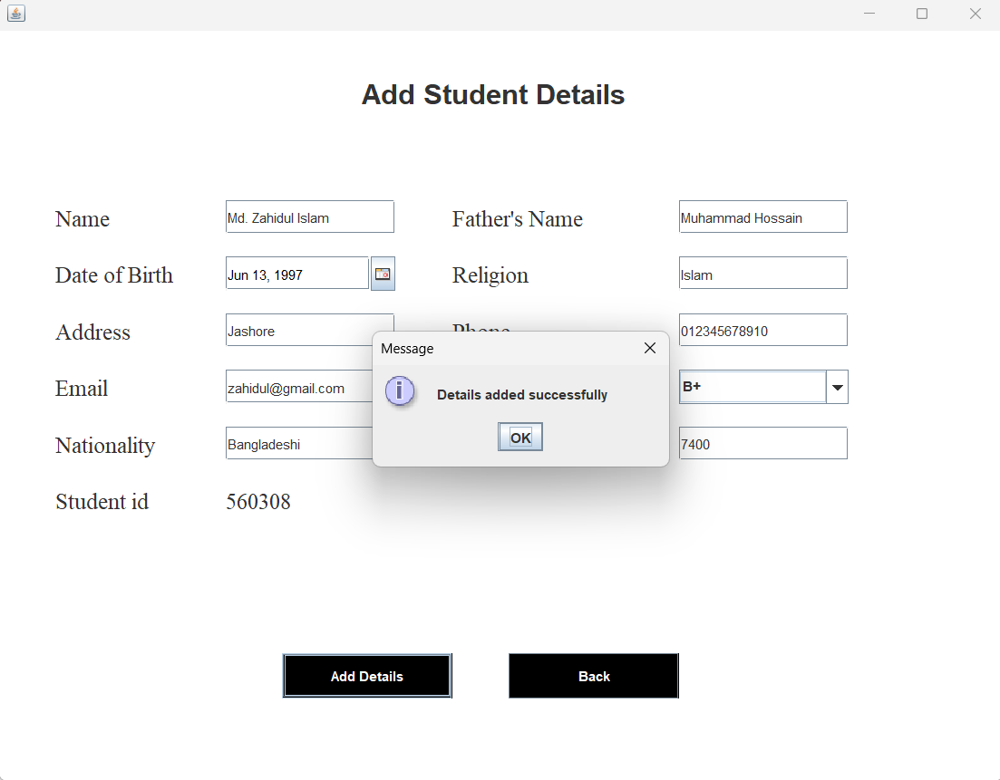 Add Student Details
Name Md. Zahidul Islam Father's Name Muhammad Hossain
Date of Birth Jun 13, 1997 Religion Islam
Address Jashore Phone 012345678910
Email zahidul@gmail.com B+
Nationality Bangladeshi 7400
Student id 560308
Message
Details added successfully
OK
Add Details Back